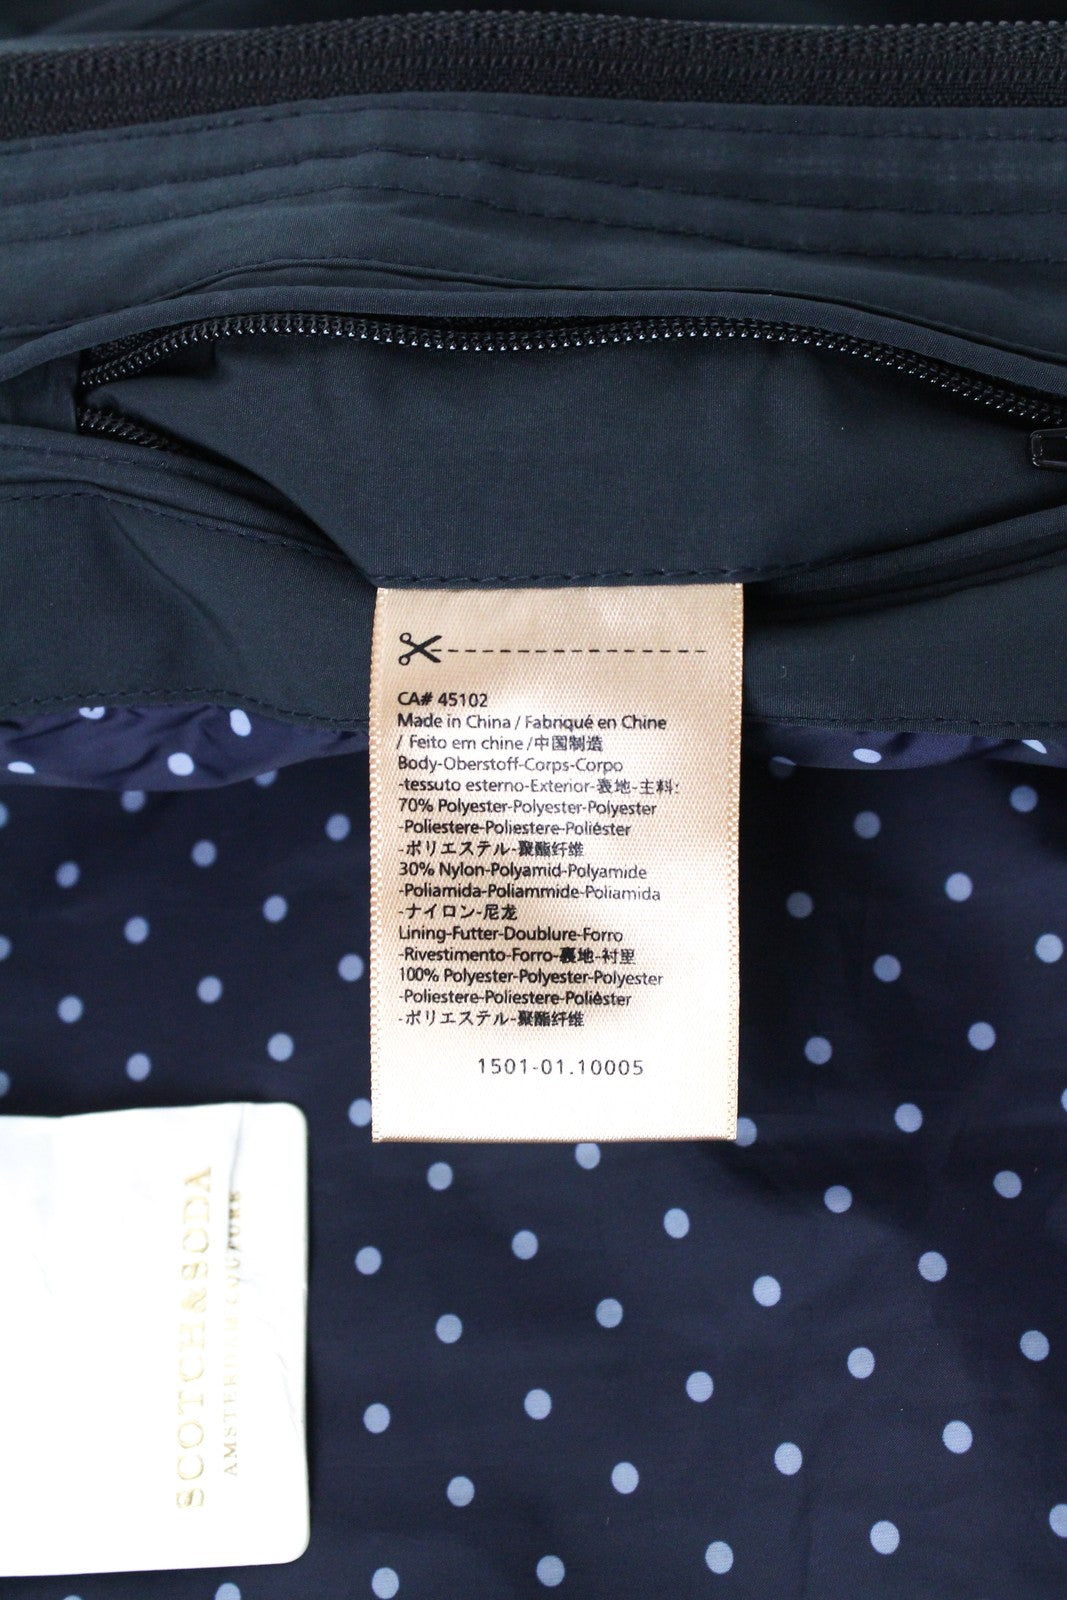 CA# 45102
Made in China / Fabriqué en Chine
/ Feito em chine /中国制造
Body-Oberstoff-Corps-Corpo
-tessuto esterno-Exterior-表地-主料:
70% Polyester-Polyester-Polyester
-Poliestere-Poliestere-Poliéster
-ポリエステル-聚酯纤维
30% Nylon-Polyamid-Polyamide
-Poliamida-Poliammide-Poliamida
-ナイロン-尼龙
Lining-Futter-Doublure-Forro
-Rivestimento-Forro-裏地-衬里
100% Polyester-Polyester-Polyester
-Poliestere-Poliestere-Poliéster
-ポリエステル-聚酯纤维
1501-01.10005
SCOTCH & SODA
AMSTERDAM COUTURE